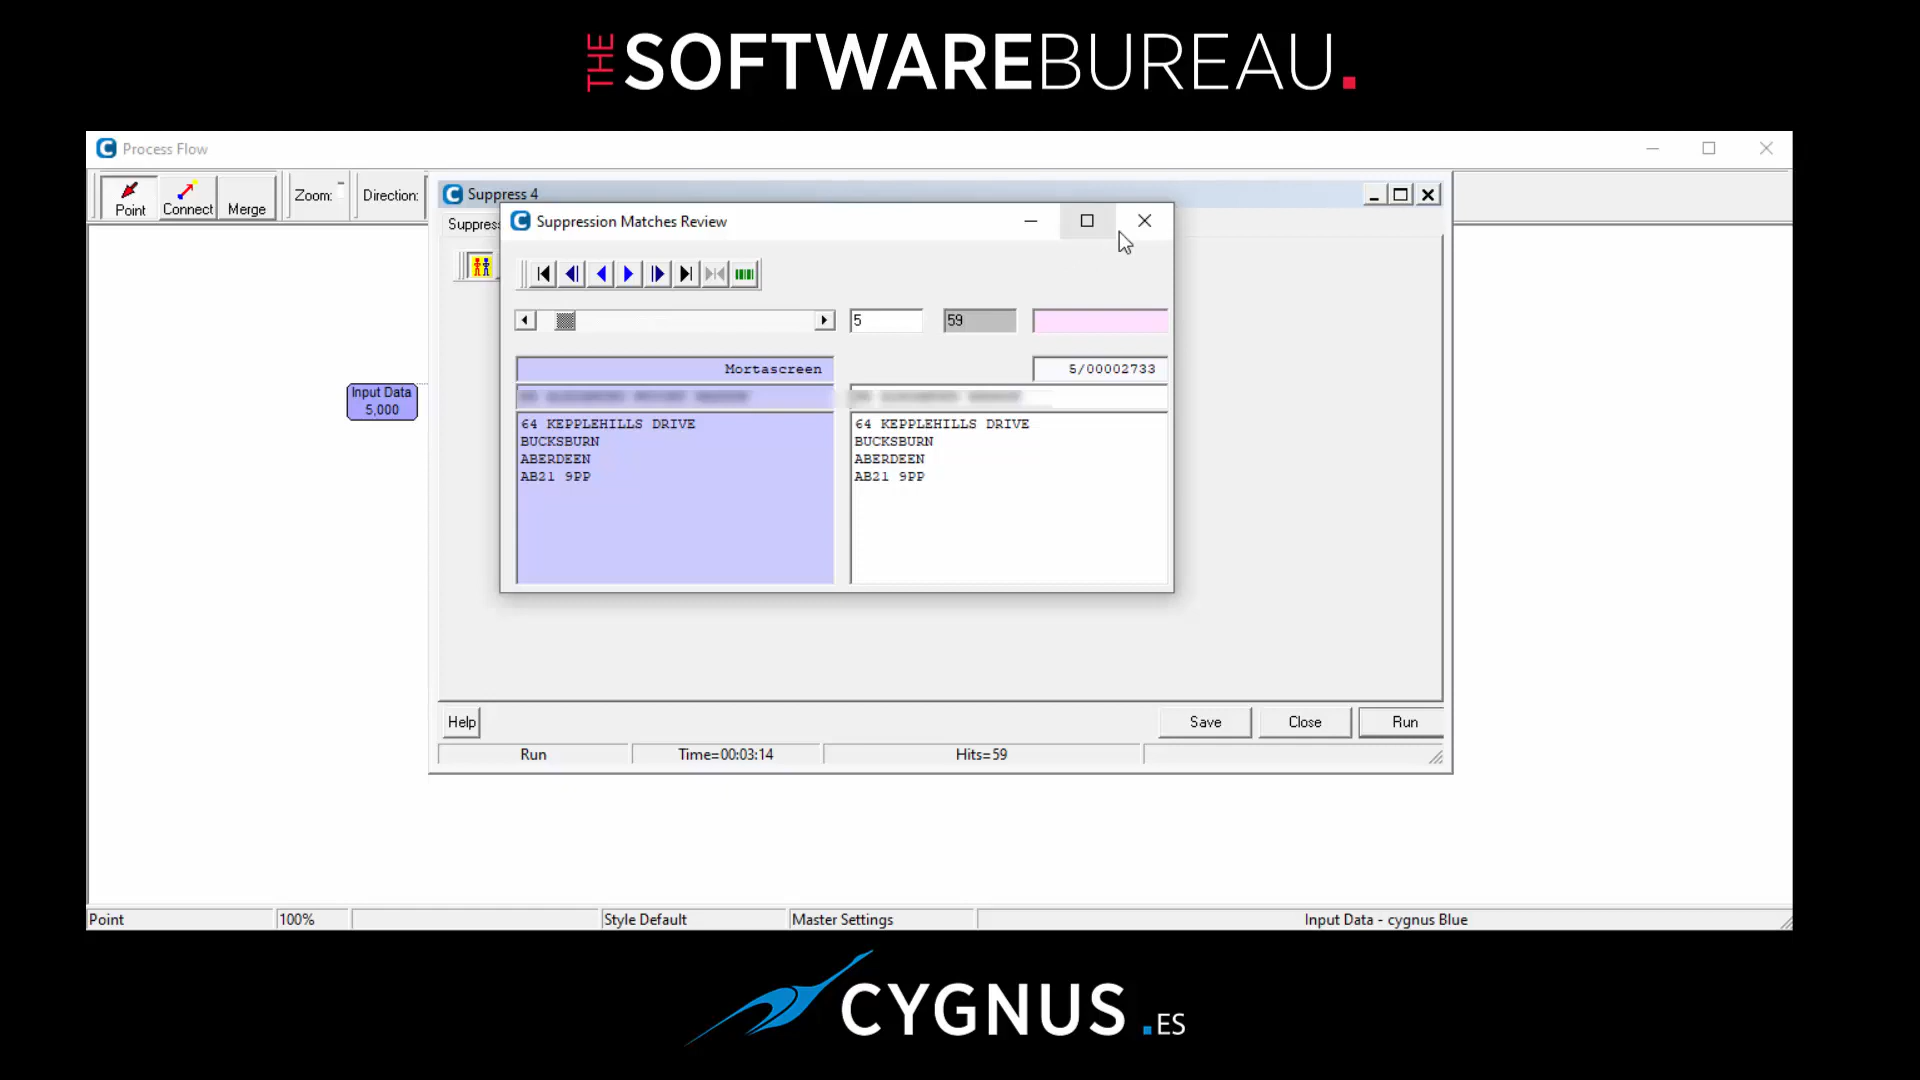 THE SOFTWAREBUREAU.
Process Flow
Point
Connect
Merge
Zoom:
Direction:
Suppress 4
Suppress
Suppression Matches Review
5
59
Mortascreen
5/00002733
64 KEPPLEHILLS DRIVE
BUCKSBURN
ABERDEEN
AB21 9PP
64 KEPPLEHILLS DRIVE
BUCKSBURN
ABERDEEN
AB21 9PP
Input Data
5,000
Help
Save
Close
Run
Run
Time=00:03:14
Hits=59
Point
100%
Style Default
Master Settings
Input Data - cygnus Blue
CYGNUS .ES